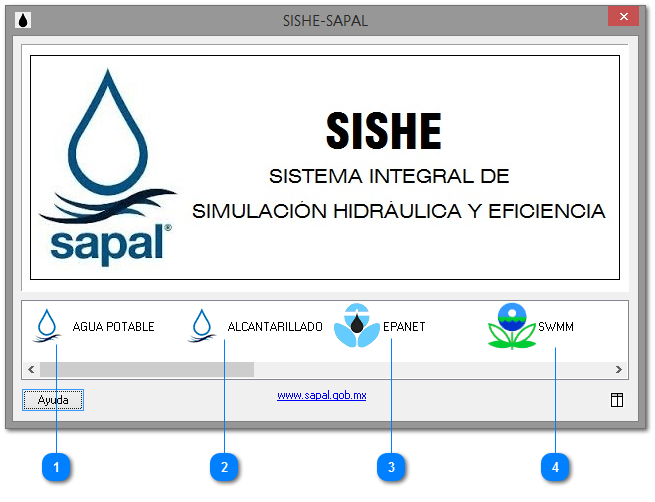 SISHE-SAPAL
x
sapal®
SISHE
SISTEMA INTEGRAL DE
SIMULACIÓN HIDRÁULICA Y EFICIENCIA
AGUA POTABLE
ALCANTARILLADO
EPANET
SWMM
Ayuda
www.sapal.gob.mx
1
2
3
4